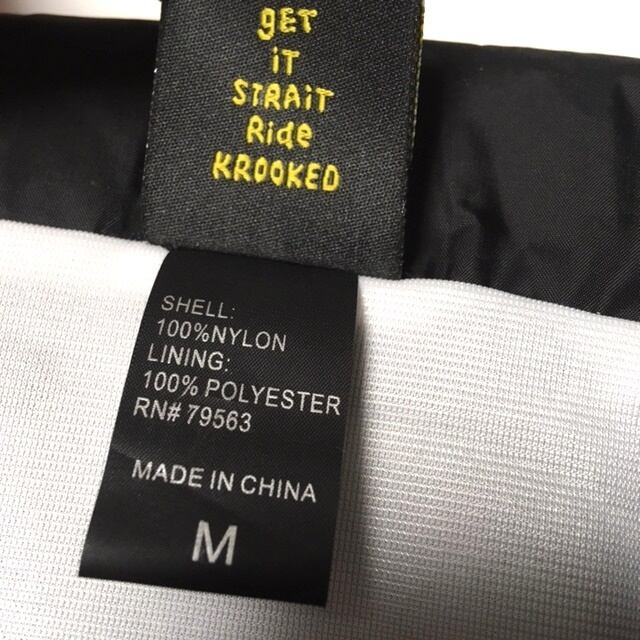 gET
iT
STRAiT
Ride
KROOKED
SHELL:
100%NYLON
LINING:
100% POLYESTER
RN# 79563
MADE IN CHINA
M